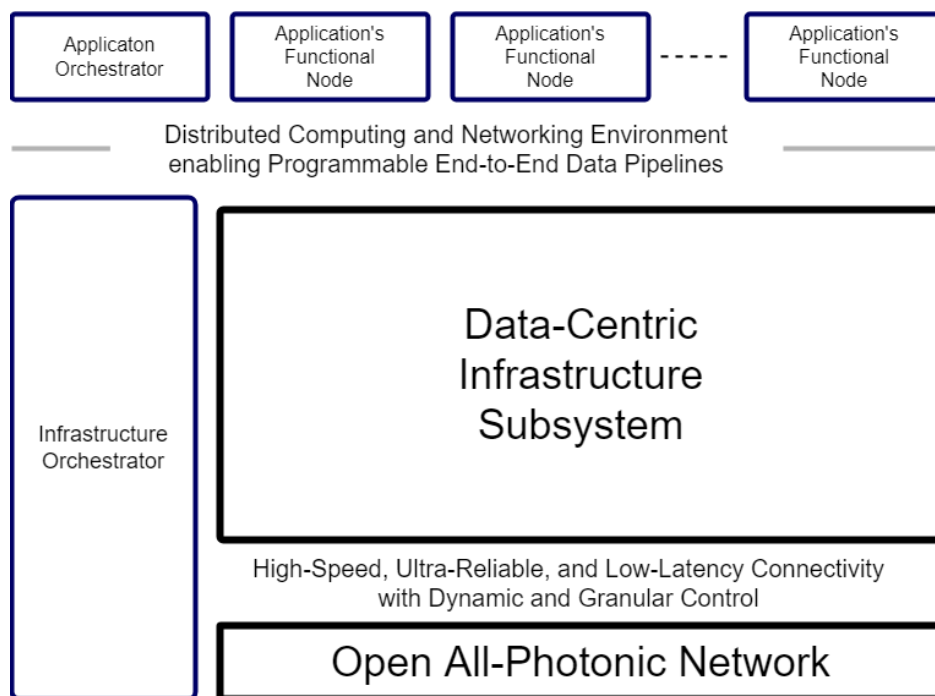 Applicaton
Orchestrator
Application's
Functional
Node
Application's
Functional
Node
Application's
Functional
Node
Distributed Computing and Networking Environment
enabling Programmable End-to-End Data Pipelines
Infrastructure
Orchestrator
Data-Centric
Infrastructure
Subsystem
High-Speed, Ultra-Reliable, and Low-Latency Connectivity
with Dynamic and Granular Control
Open All-Photonic Network